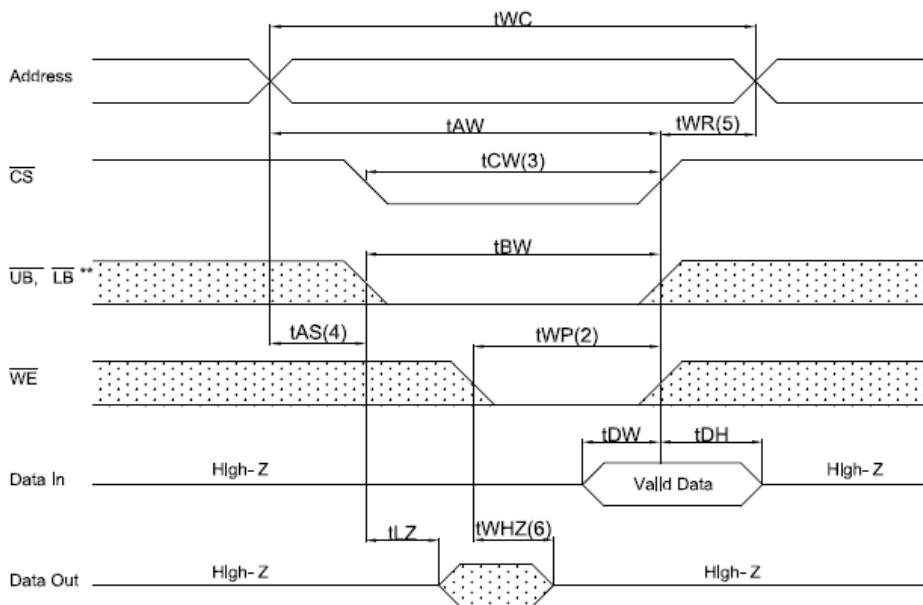 tWC
Address
tAW
tWR(5)
CS
tCW(3)
UB, LB **
tBW
tAS(4)
WE
tWP(2)
tDW
tDH
Data In
High-Z
Valid Data
High-Z
tLZ
tWHZ(6)
Data Out
High-Z
High-Z